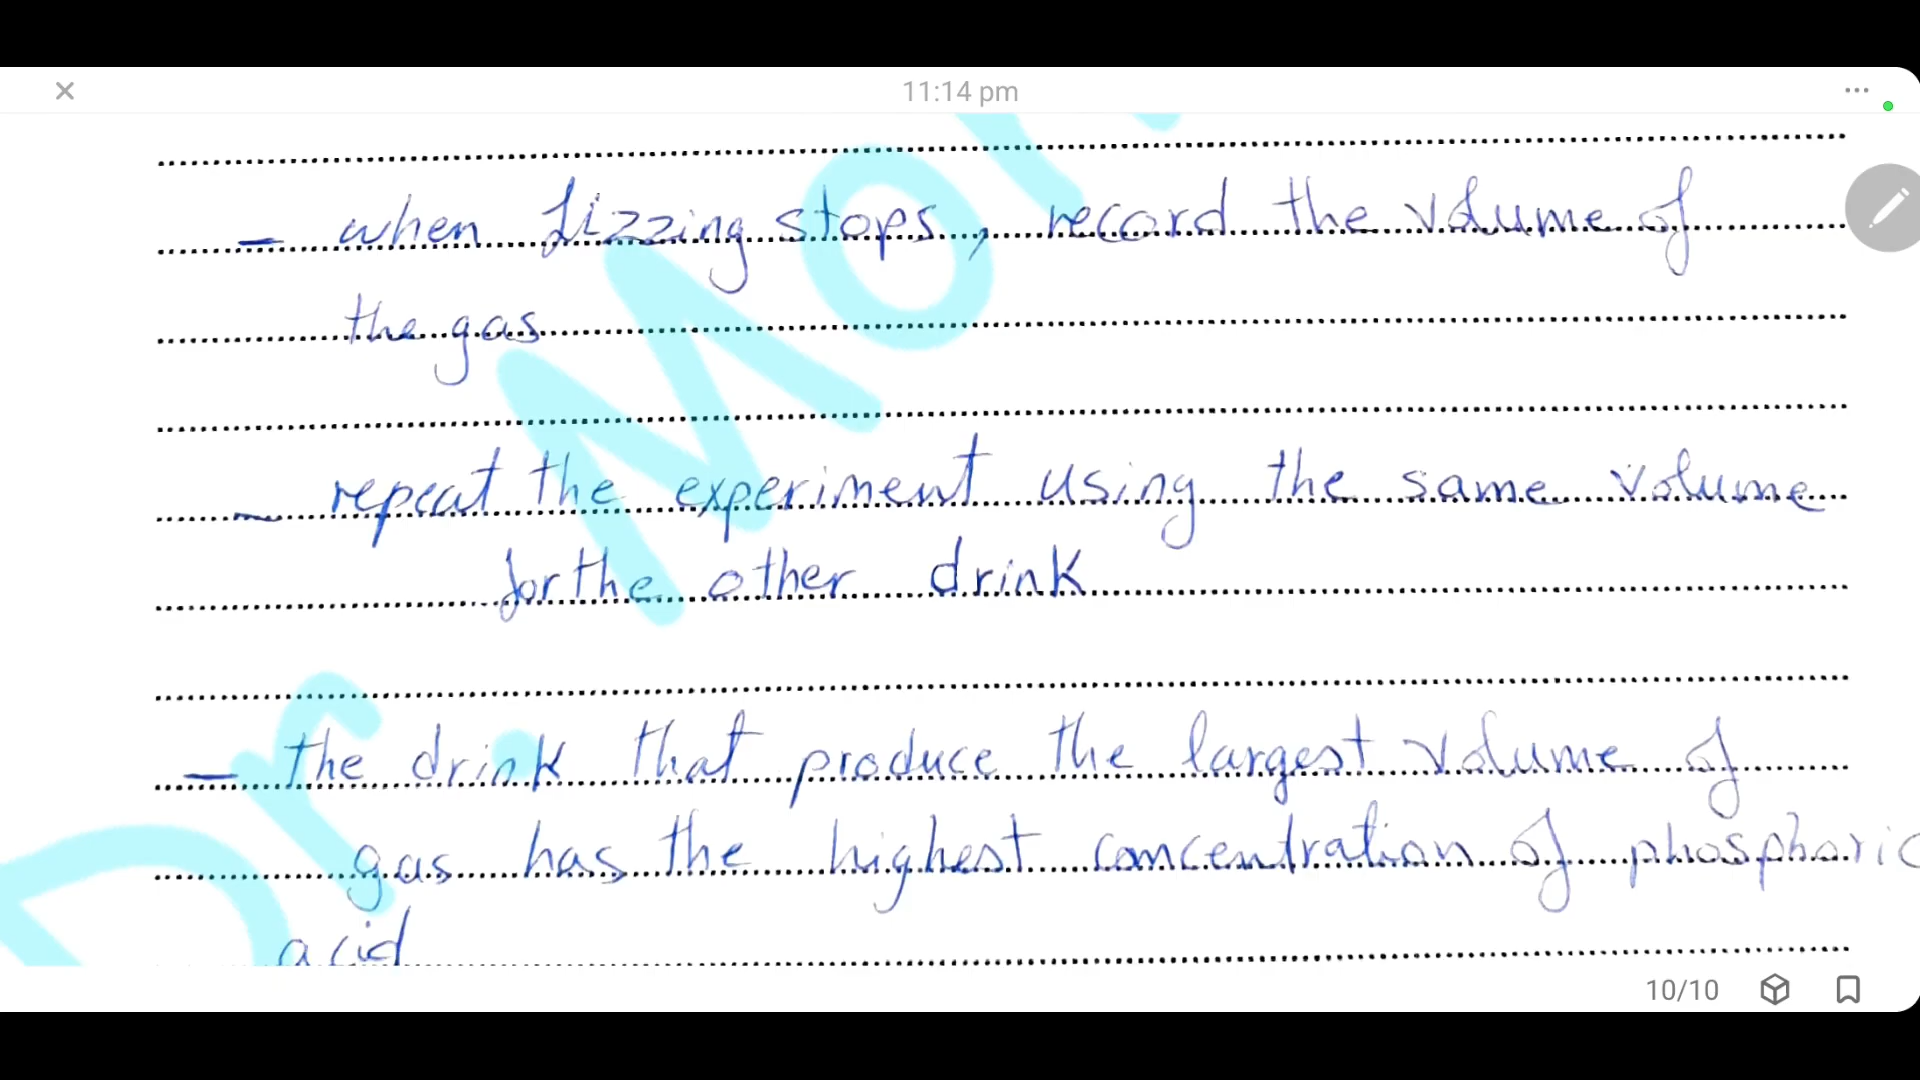 11:14 pm
- when fizzing stops, record the volume of
the gas
- repeat the experiment using the same volume
for the other drink
- the drink that produce the largest volume of
gas has the highest concentration of phosphoric
acid
Dr. Mon
10/10